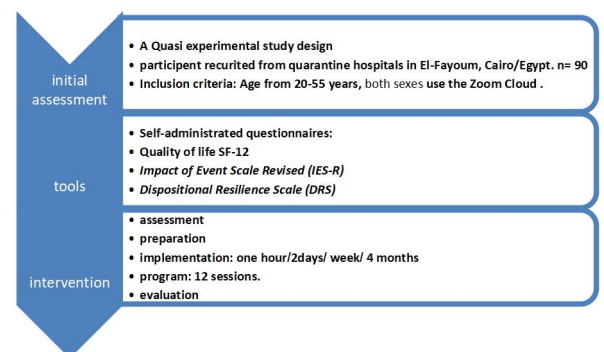 initial
assessment
• A Quasi experimental study design
• participent recurited from quarantine hospitals in El-Fayoum, Cairo/Egypt. n= 90
• Inclusion criteria: Age from 20-55 years, both sexes use the Zoom Cloud .
tools
• Self-administrated questionnaires:
• Quality of life SF-12
• Impact of Event Scale Revised (IES-R)
• Dispositional Resilience Scale (DRS)
intervention
• assessment
• preparation
• implementation: one hour/2days/ week/ 4 months
• program: 12 sessions.
• evaluation